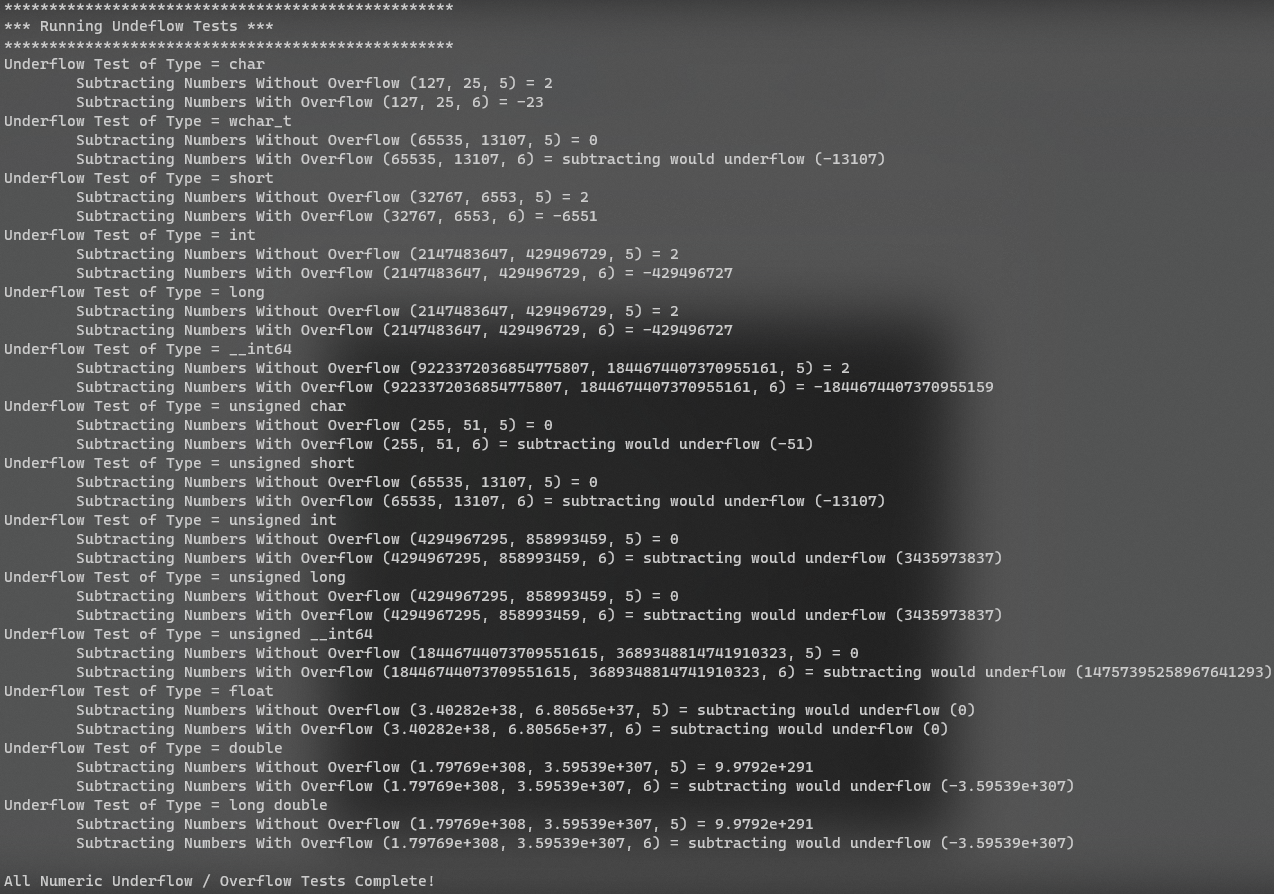 **************************************************
*** Running Undeflow Tests ***
**************************************************
Underflow Test of Type = char
Subtracting Numbers Without Overflow (127, 25, 5) = 2
Subtracting Numbers With Overflow (127, 25, 6) = -23
Underflow Test of Type = wchar_t
Subtracting Numbers Without Overflow (65535, 13107, 5) = 0
Subtracting Numbers With Overflow (65535, 13107, 6) = subtracting would underflow (-13107)
Underflow Test of Type = short
Subtracting Numbers Without Overflow (32767, 6553, 5) = 2
Subtracting Numbers With Overflow (32767, 6553, 6) = -6551
Underflow Test of Type = int
Subtracting Numbers Without Overflow (2147483647, 429496729, 5) = 2
Subtracting Numbers With Overflow (2147483647, 429496729, 6) = -429496727
Underflow Test of Type = long
Subtracting Numbers Without Overflow (2147483647, 429496729, 5) = 2
Subtracting Numbers With Overflow (2147483647, 429496729, 6) = -429496727
Underflow Test of Type = __int64
Subtracting Numbers Without Overflow (9223372036854775807, 1844674407370955161, 5) = 2
Subtracting Numbers With Overflow (9223372036854775807, 1844674407370955161, 6) = -1844674407370955159
Underflow Test of Type = unsigned char
Subtracting Numbers Without Overflow (255, 51, 5) = 0
Subtracting Numbers With Overflow (255, 51, 6) = subtracting would underflow (-51)
Underflow Test of Type = unsigned short
Subtracting Numbers Without Overflow (65535, 13107, 5) = 0
Subtracting Numbers With Overflow (65535, 13107, 6) = subtracting would underflow (-13107)
Underflow Test of Type = unsigned int
Subtracting Numbers Without Overflow (4294967295, 858993459, 5) = 0
Subtracting Numbers With Overflow (4294967295, 858993459, 6) = subtracting would underflow (3435973837)
Underflow Test of Type = unsigned long
Subtracting Numbers Without Overflow (4294967295, 858993459, 5) = 0
Subtracting Numbers With Overflow (4294967295, 858993459, 6) = subtracting would underflow (3435973837)
Underflow Test of Type = unsigned __int64
Subtracting Numbers Without Overflow (18446744073709551615, 3689348814741910323, 5) = 0
Subtracting Numbers With Overflow (18446744073709551615, 3689348814741910323, 6) = subtracting would underflow (14757395258967641293)
Underflow Test of Type = float
Subtracting Numbers Without Overflow (3.40282e+38, 6.80565e+37, 5) = subtracting would underflow (0)
Subtracting Numbers With Overflow (3.40282e+38, 6.80565e+37, 6) = subtracting would underflow (0)
Underflow Test of Type = double
Subtracting Numbers Without Overflow (1.79769e+308, 3.59539e+307, 5) = 9.9792e+291
Subtracting Numbers With Overflow (1.79769e+308, 3.59539e+307, 6) = subtracting would underflow (-3.59539e+307)
Underflow Test of Type = long double
Subtracting Numbers Without Overflow (1.79769e+308, 3.59539e+307, 5) = 9.9792e+291
Subtracting Numbers With Overflow (1.79769e+308, 3.59539e+307, 6) = subtracting would underflow (-3.59539e+307)
All Numeric Underflow / Overflow Tests Complete!